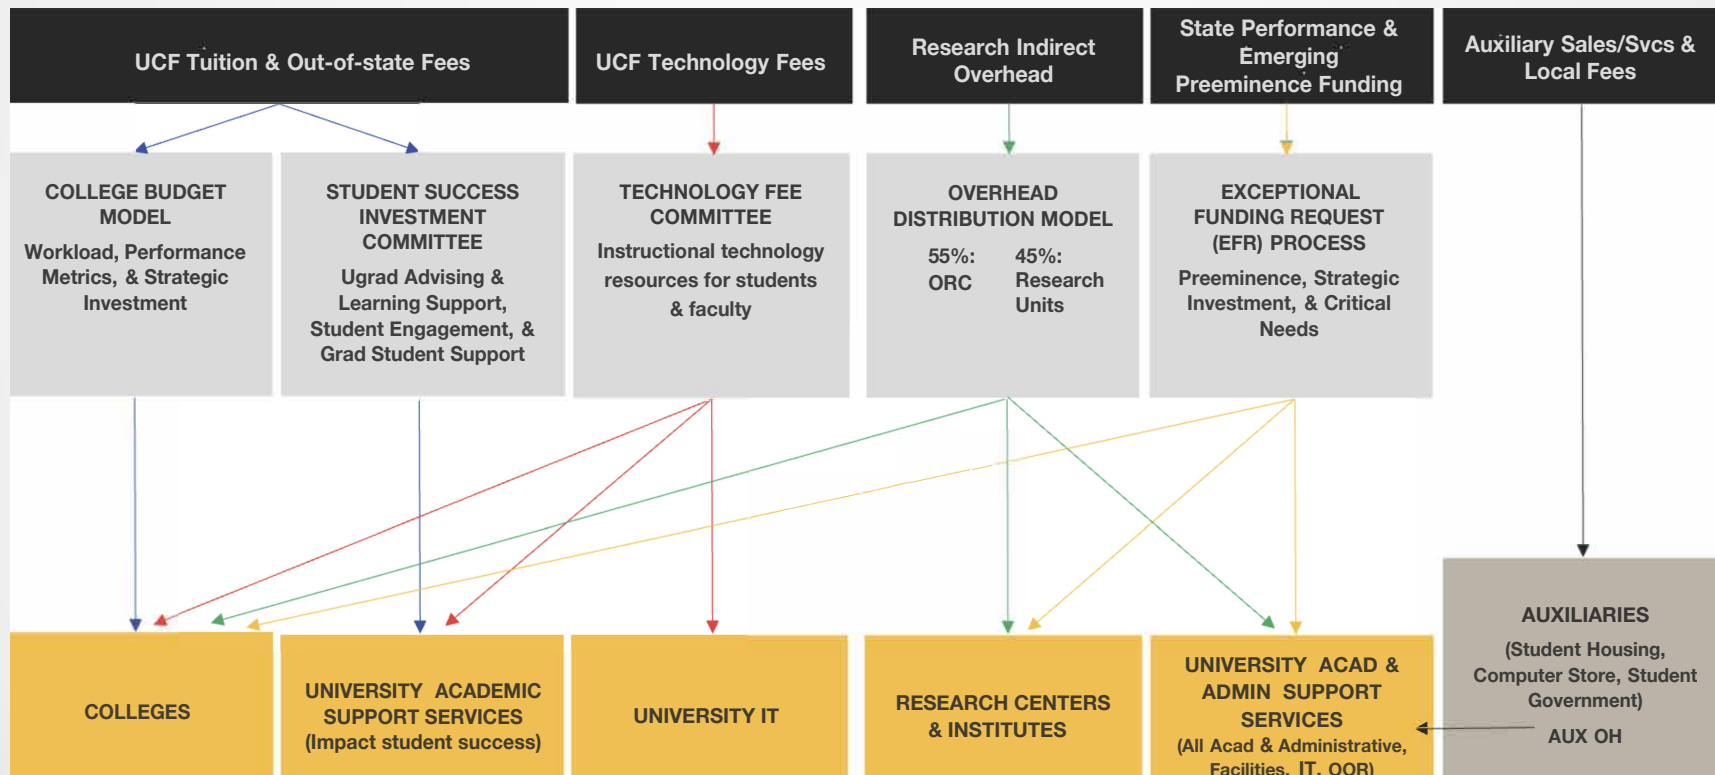 UCF Tuition & Out-of-state Fees
UCF Technology Fees
Research Indirect
Overhead
State Performance &
Emerging
Preeminence Funding
Auxiliary Sales/Svcs &
Local Fees
COLLEGE BUDGET
MODEL
Workload, Performance
Metrics, & Strategic
Investment
STUDENT SUCCESS
INVESTMENT
COMMITTEE
Ugrad Advising &
Learning Support,
Student Engagement, &
Grad Student Support
TECHNOLOGY FEE
COMMITTEE
Instructional technology
resources for students
& faculty
OVERHEAD
DISTRIBUTION MODEL
55%:
ORC
45%:
Research
Units
EXCEPTIONAL
FUNDING REQUEST
(EFR) PROCESS
Preeminence, Strategic
Investment, & Critical
Needs
COLLEGES
UNIVERSITY ACADEMIC
SUPPORT SERVICES
(Impact student success)
UNIVERSITY IT
RESEARCH CENTERS
& INSTITUTES
UNIVERSITY ACAD &
ADMIN SUPPORT
SERVICES
(All Acad & Administrative,
Facilities, IT, OOR)
AUXILIARIES
(Student Housing,
Computer Store, Student
Government)
AUX OH